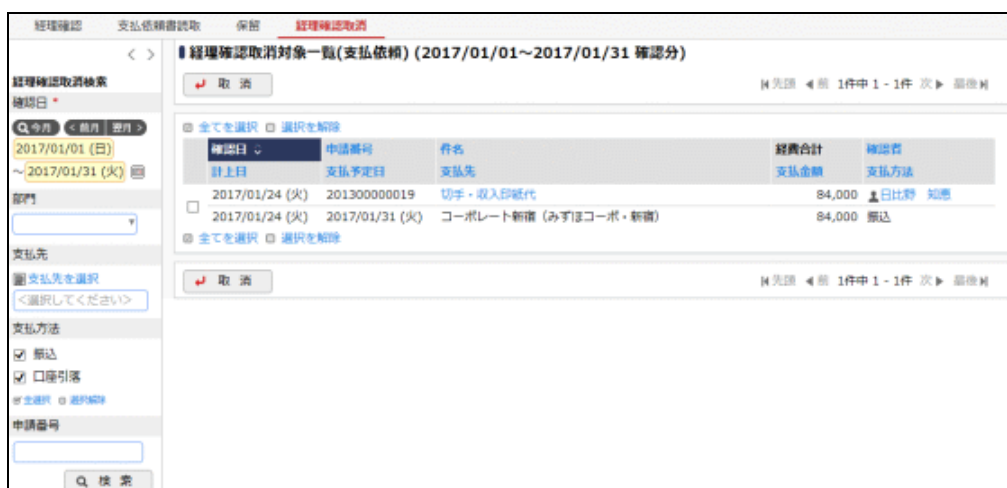 経理確認 支払依頼書読取 保留 経理確認取消
< >
経理確認取消検索
確認日 *
今月 < 前月 翌月 >
2017/01/01 (日)
~ 2017/01/31 (火)
部門
支払先
支払先を選択
<選択してください>
支払方法
振込
口座引落
全選択 選択解除
申請番号
検 索
経理確認取消対象一覧(支払依頼) (2017/01/01~2017/01/31 確認分)
取 消 先頭 前 1件中 1 - 1件 次 最後
全てを選択 選択を解除
確認日 申請番号 件名 経費合計 確認者
計上日 支払予定日 支払先 支払金額 支払方法
2017/01/24 (火) 201300000019 切手・収入印紙代 84,000 日比野 知恵
2017/01/24 (火) 2017/01/31 (火) コーポレート新宿（みずほコーポ・新宿） 84,000 振込
全てを選択 選択を解除
取 消 先頭 前 1件中 1 - 1件 次 最後